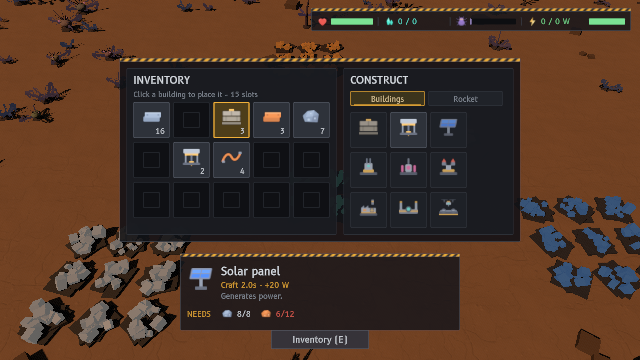 0 / 0
0 / 0 W
INVENTORY
Click a building to place it - 15 slots
16
3
3
7
2
4
CONSTRUCT
Buildings
Rocket
Solar panel
Craft 2.0s - +20 W
Generates power.
NEEDS 8/8 6/12
Inventory [E]